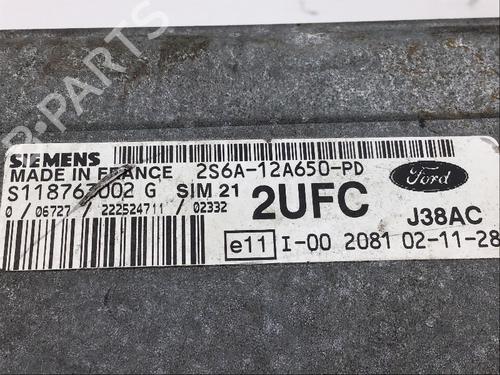 B-PARTS
SIEMENS
MADE IN FRANCE 2S6A-12A650-PD
S118763002 G SIM 21 2UFC Ford J38AC
0 / 06727 / 222524711 / 02332
e11 I-00 2081 02-11-28